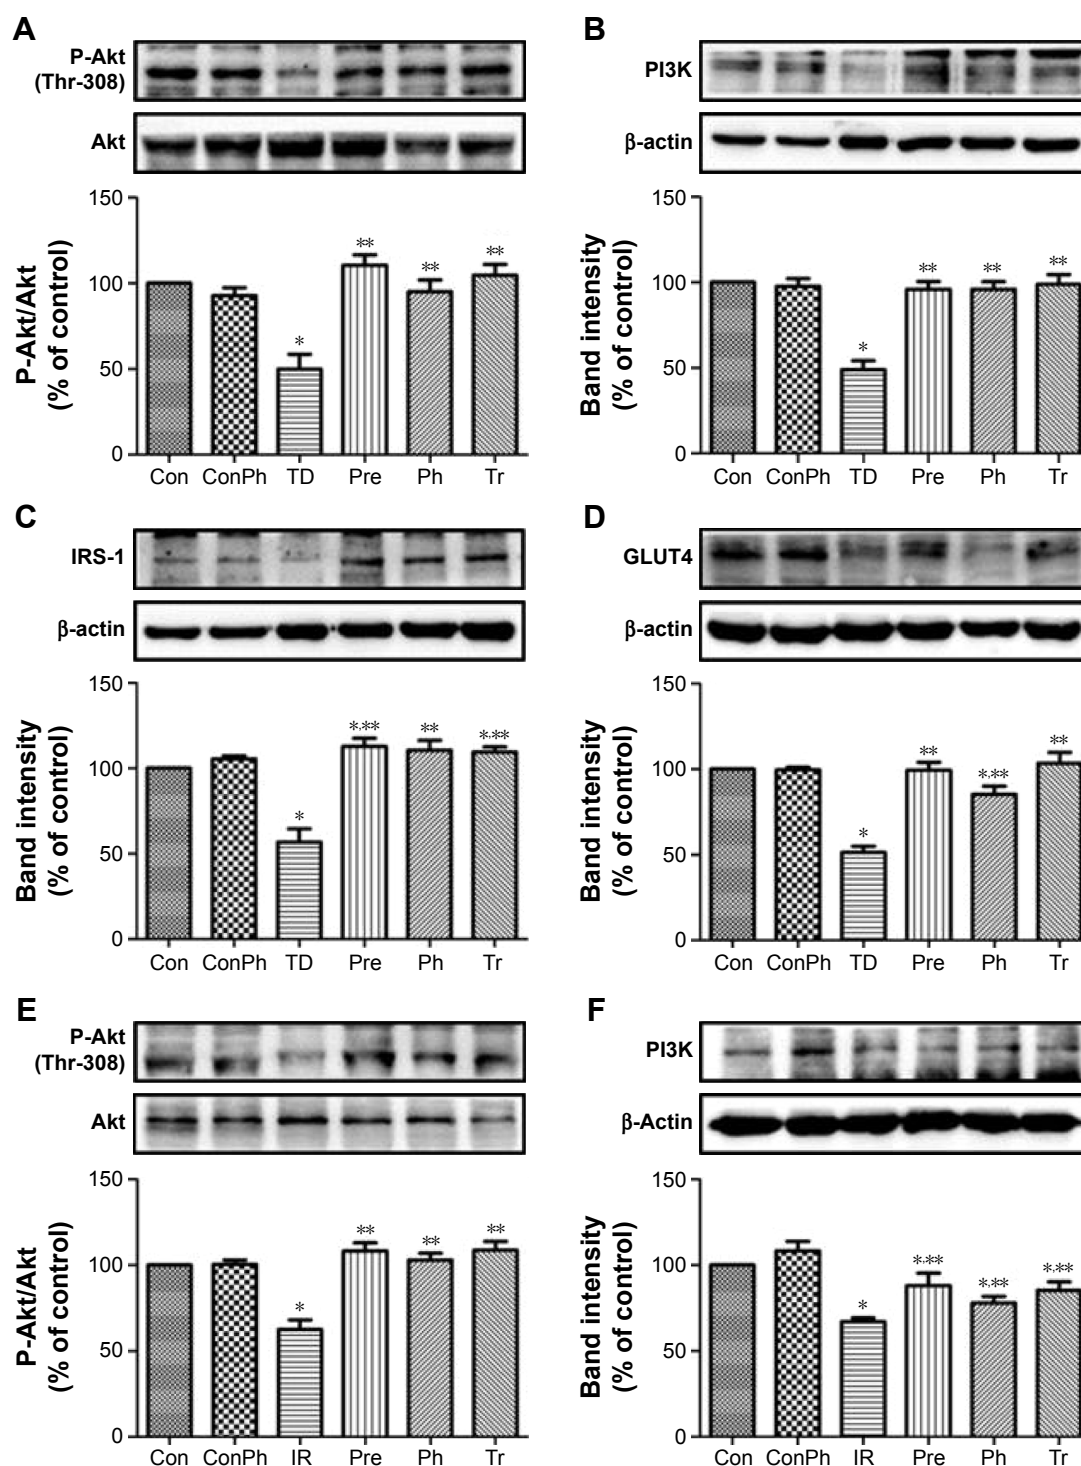 A
P-Akt
(Thr-308)
Akt
150
100
50
0
P-Akt/Akt
(% of control)
*
**
**
**
Con ConPh TD Pre Ph Tr
B
PI3K
β-actin
150
100
50
0
Band intensity
(% of control)
*
**
**
**
Con ConPh TD Pre Ph Tr
C
IRS-1
β-actin
150
100
50
0
Band intensity
(% of control)
*
*,**
**
*,**
Con ConPh TD Pre Ph Tr
D
GLUT4
β-actin
150
100
50
0
Band intensity
(% of control)
*
**
*,**
**
Con ConPh TD Pre Ph Tr
E
P-Akt
(Thr-308)
Akt
150
100
50
0
P-Akt/Akt
(% of control)
*
**
**
**
Con ConPh IR Pre Ph Tr
F
PI3K
β-Actin
150
100
50
0
Band intensity
(% of control)
*
*,**
*,**
*,**
Con ConPh IR Pre Ph Tr